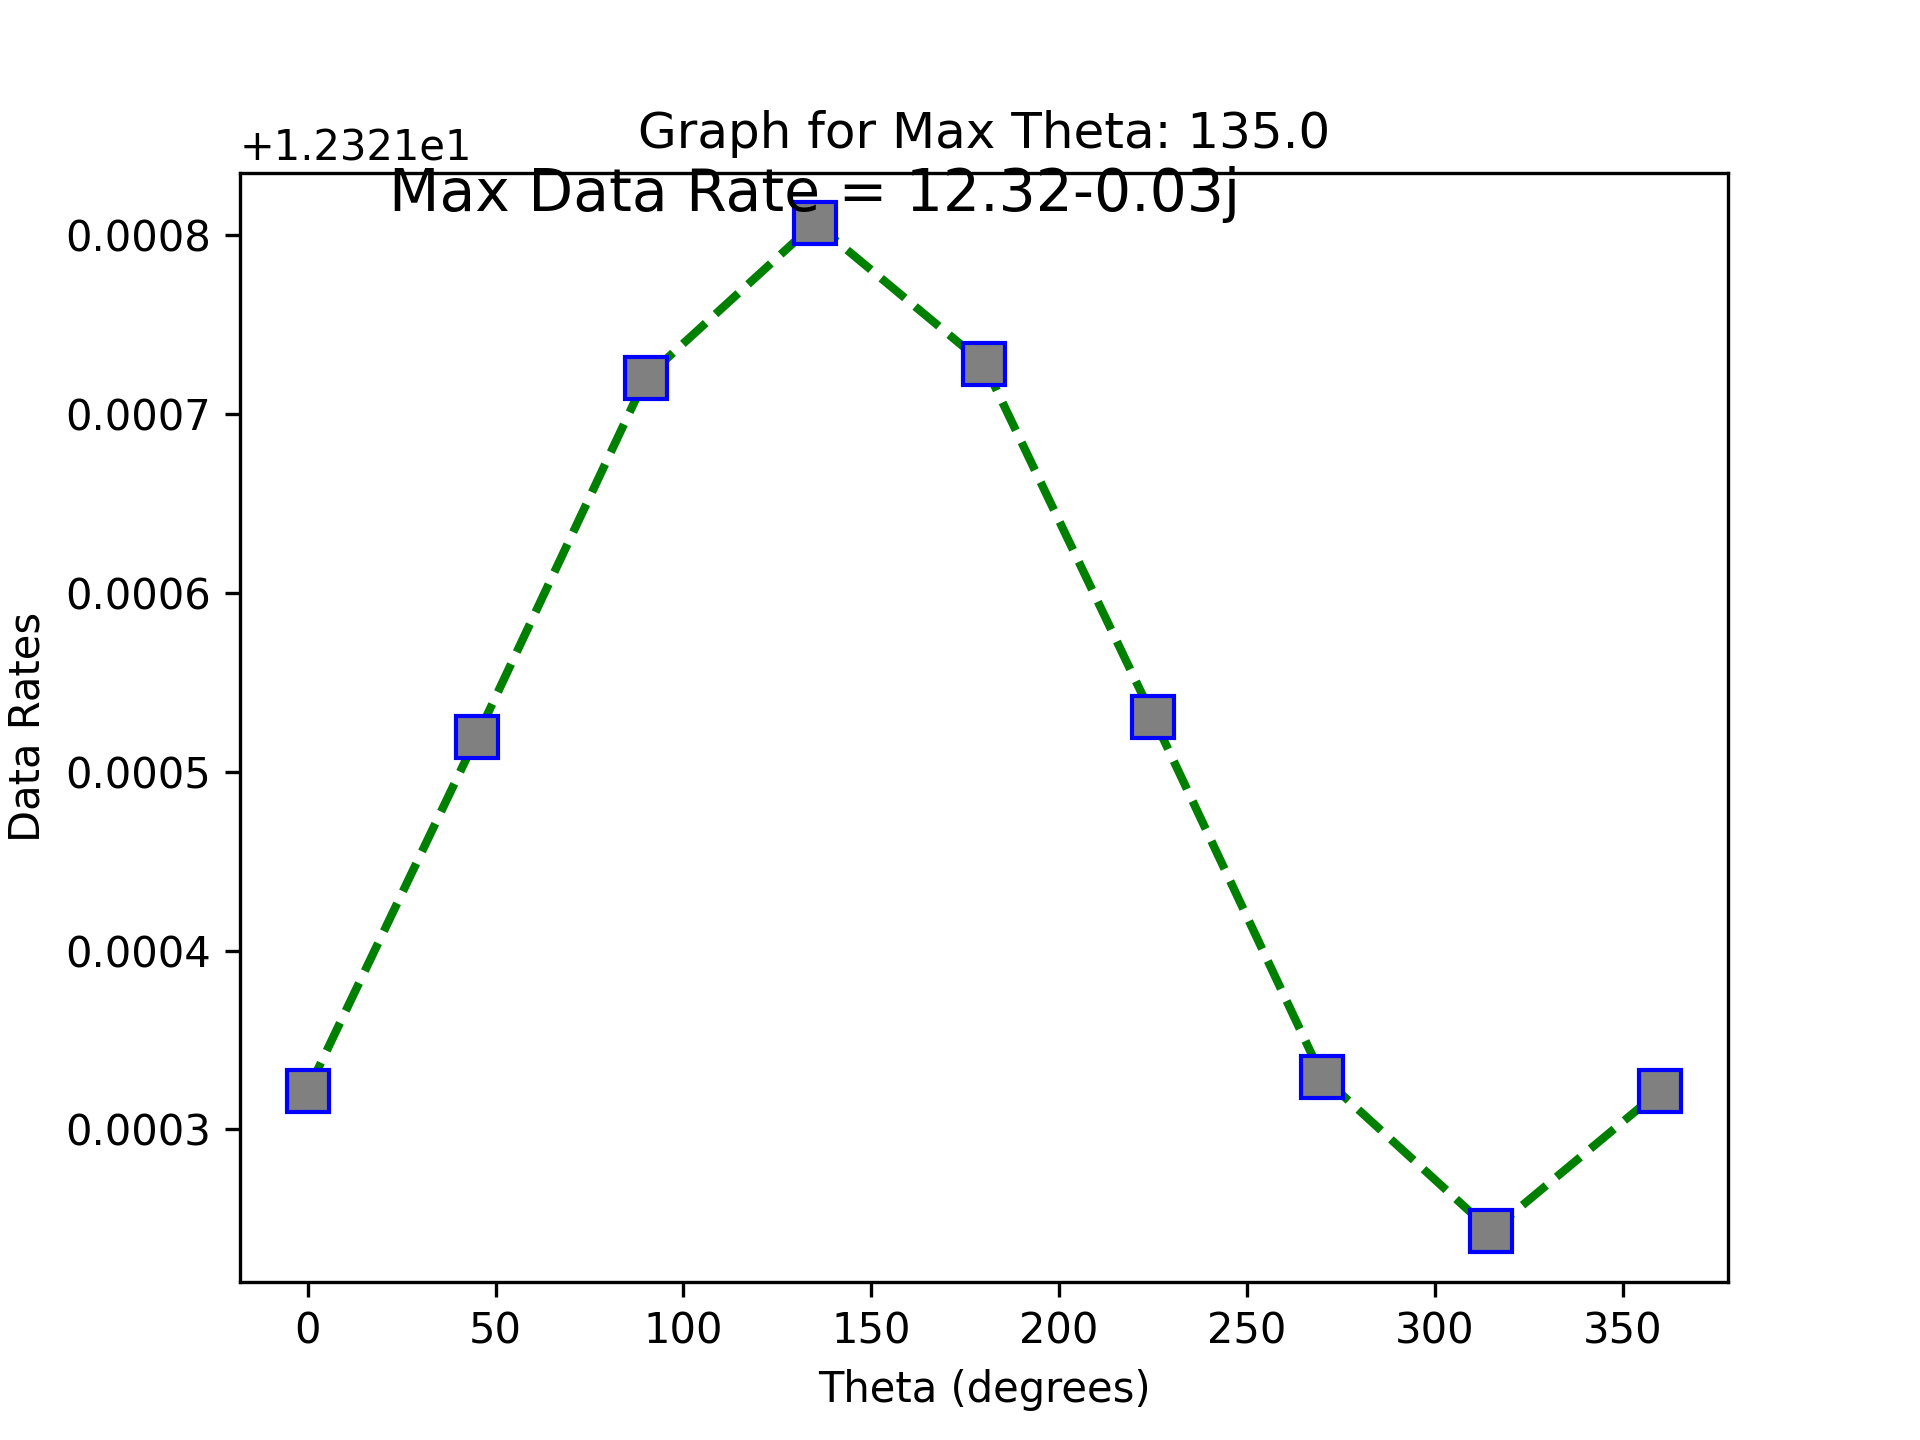 Graph for Max Theta: 135.0
+1.2321e1
Max Data Rate = 12.32-0.03j
0.0008
0.0007
0.0006
0.0005
0.0004
0.0003
Data Rates
0 50 100 150 200 250 300 350
Theta (degrees)